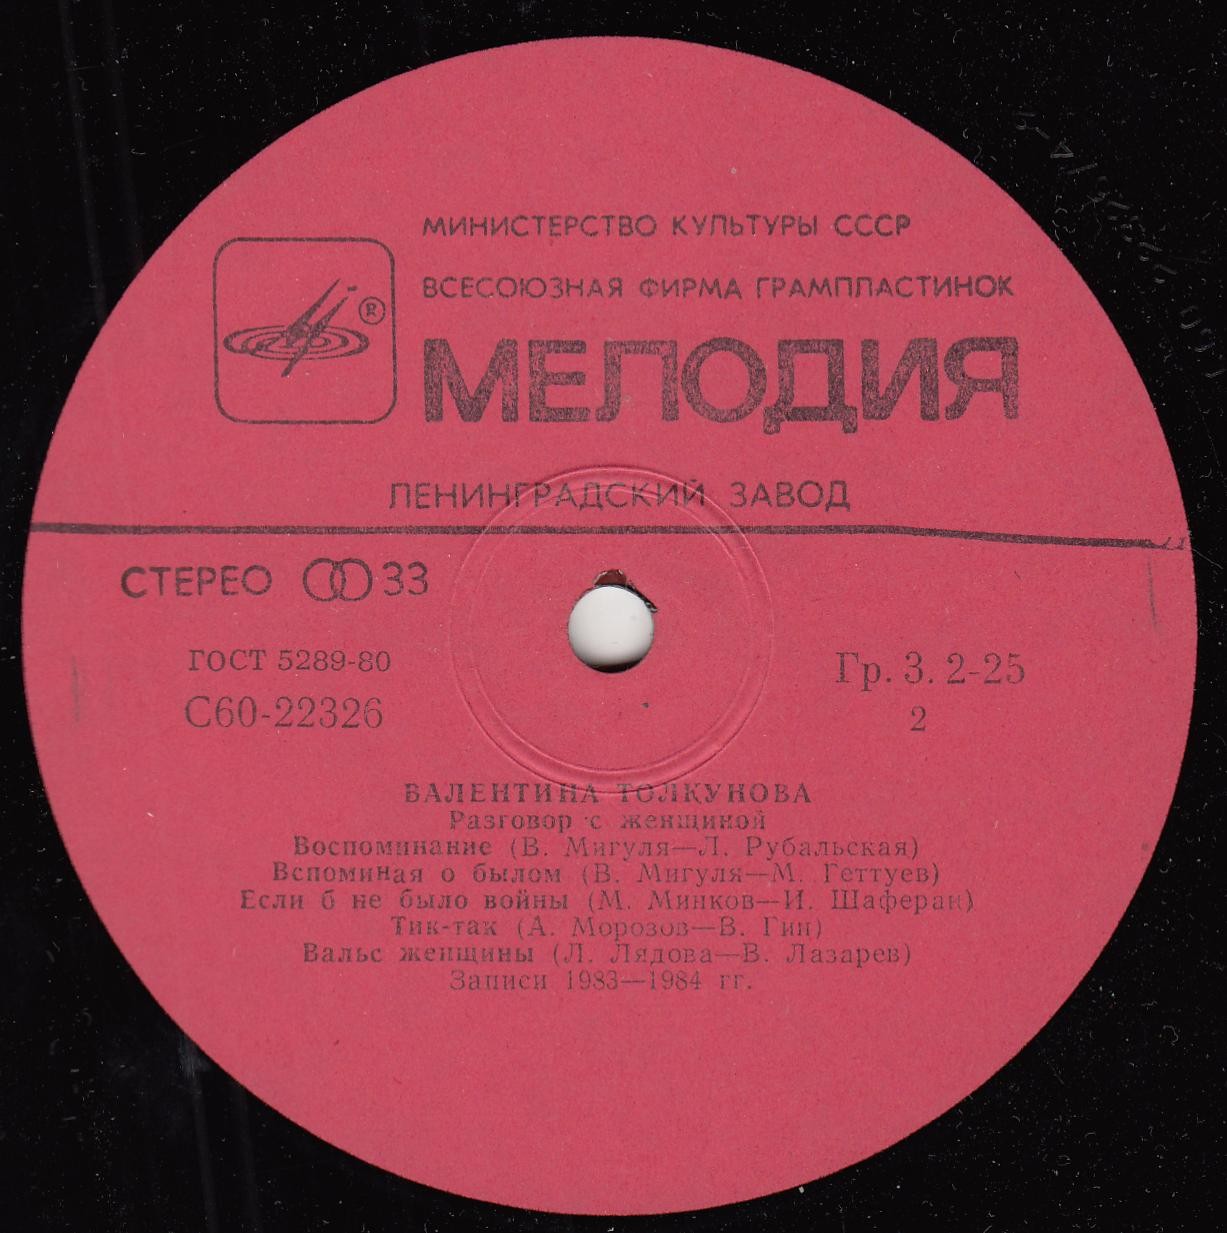 МИНИСТЕРСТВО КУЛЬТУРЫ СССР
ВСЕСОЮЗНАЯ ФИРМА ГРАМПЛАСТИНОК
®
МЕЛОДИЯ
ЛЕНИНГРАДСКИЙ ЗАВОД
СТЕРЕО 33
ГОСТ 5289-80
Гр. 3. 2-25
С60-22326
2
ВАЛЕНТИНА ТОЛКУНОВА
Разговор с женщиной
Воспоминание (В. Мигуля—Л. Рубальская)
Вспоминая о былом (В. Мигуля—М. Геттуев)
Если б не было войны (М. Минков—И. Шаферан)
Тик-так (А. Морозов—В. Гин)
Вальс женщины (Л. Лядова—В. Лазарев)
Записи 1983—1984 гг.